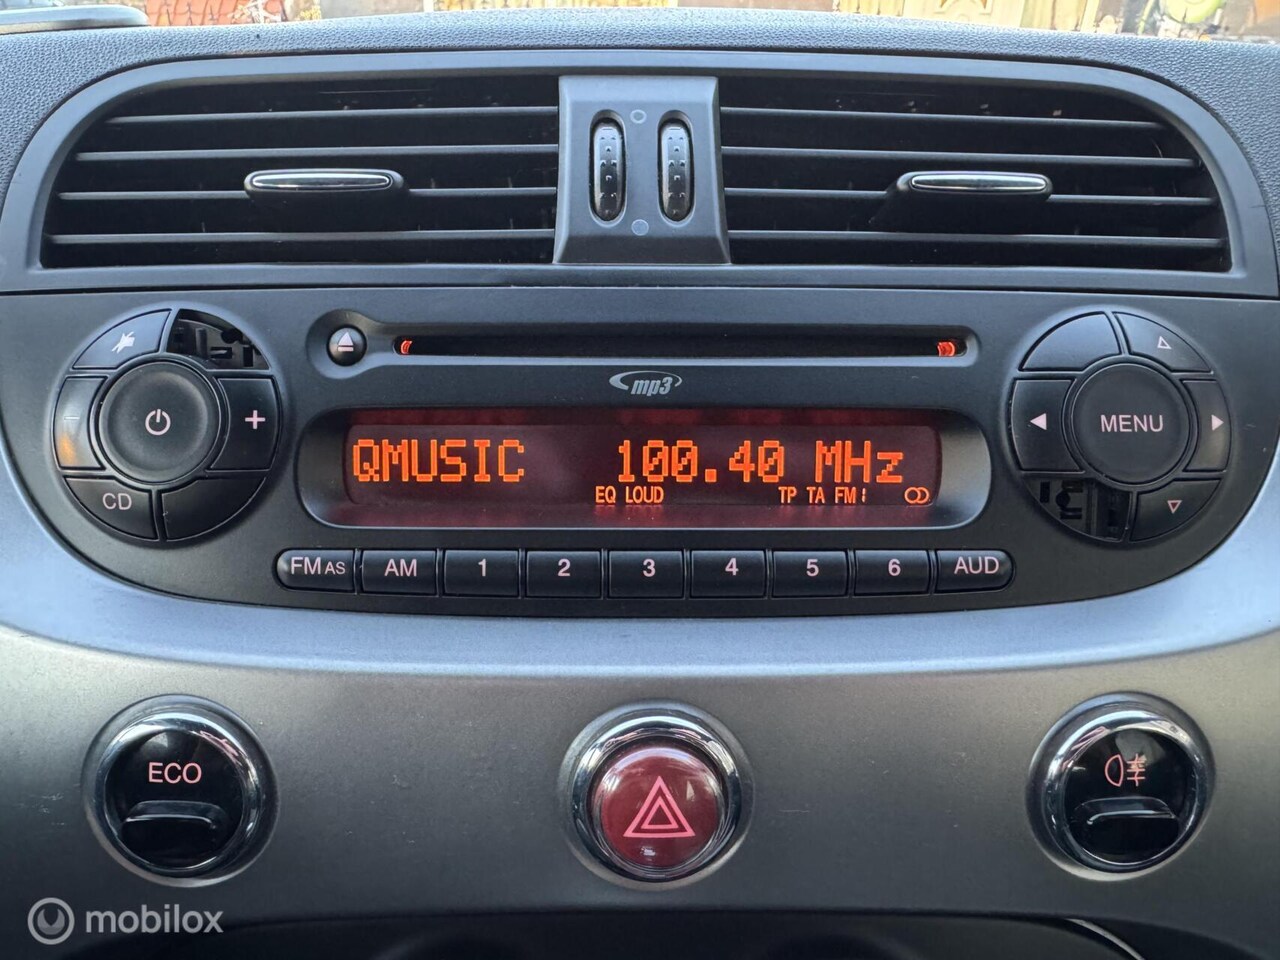 mp3
QMUSIC 100.40 MHz
EQ LOUD TP TA FM1
+
MENU
CD
FM AS AM 1 2 3 4 5 6 AUD
ECO
mobilox